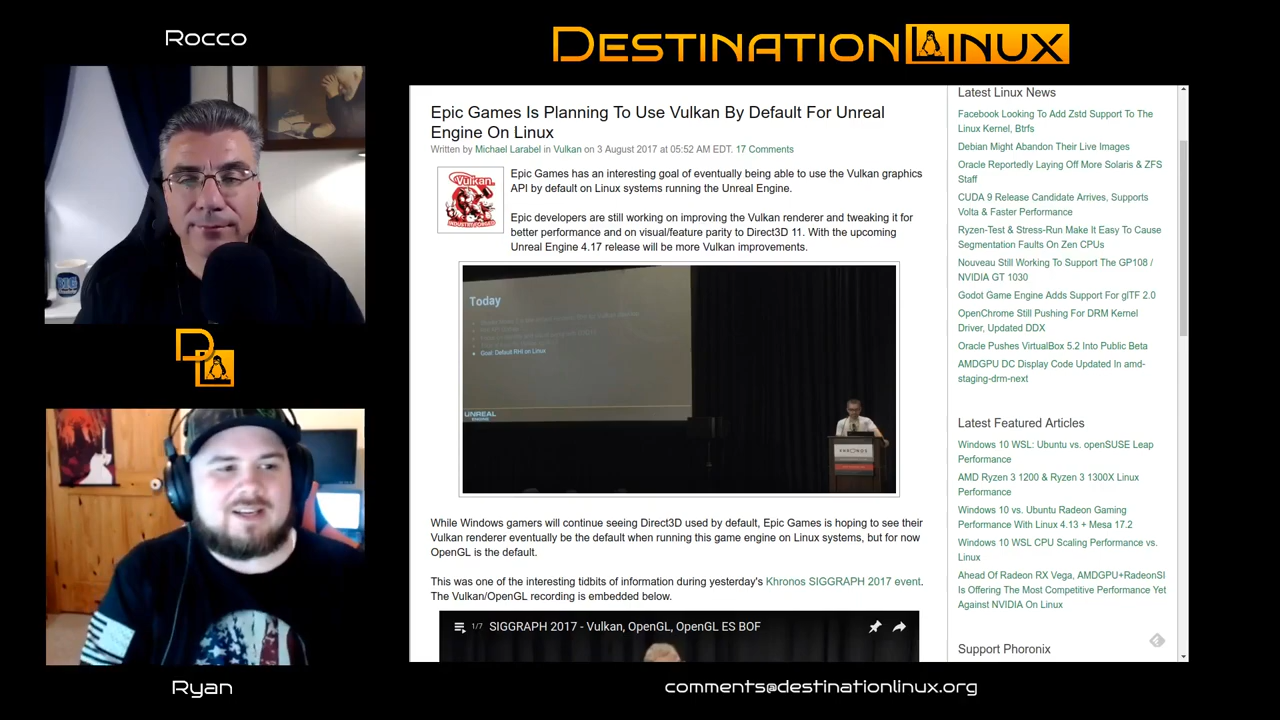 Rocco
DESTINATION LINUX
Epic Games Is Planning To Use Vulkan By Default For Unreal
Engine On Linux
Written by Michael Larabel in Vulkan on 3 August 2017 at 05:52 AM EDT. 17 Comments
Vulkan
Epic Games has an interesting goal of eventually being able to use the Vulkan graphics
API by default on Linux systems running the Unreal Engine.
Epic developers are still working on improving the Vulkan renderer and tweaking it for
better performance and on visual/feature parity to Direct3D 11. With the upcoming
Unreal Engine 4.17 release will be more Vulkan improvements.
Today
Goal: Default RHI on Linux
UNREAL
ENGINE
KHRONOS
While Windows gamers will continue seeing Direct3D used by default, Epic Games is hoping to see their
Vulkan renderer eventually be the default when running this game engine on Linux systems, but for now
OpenGL is the default.
This was one of the interesting tidbits of information during yesterday's Khronos SIGGRAPH 2017 event.
The Vulkan/OpenGL recording is embedded below.
1/7 SIGGRAPH 2017 - Vulkan, OpenGL, OpenGL ES BOF
Latest Linux News
Facebook Looking To Add Zstd Support To The
Linux Kernel, Btrfs
Debian Might Abandon Their Live Images
Oracle Reportedly Laying Off More Solaris & ZFS
Staff
CUDA 9 Release Candidate Arrives, Supports
Volta & Faster Performance
Ryzen-Test & Stress-Run Make It Easy To Cause
Segmentation Faults On Zen CPUs
Nouveau Still Working To Support The GP108 /
NVIDIA GT 1030
Godot Game Engine Adds Support For glTF 2.0
OpenChrome Still Pushing For DRM Kernel
Driver, Updated DDX
Oracle Pushes VirtualBox 5.2 Into Public Beta
AMDGPU DC Display Code Updated In amd-
staging-drm-next
Latest Featured Articles
Windows 10 WSL: Ubuntu vs. openSUSE Leap
Performance
AMD Ryzen 3 1200 & Ryzen 3 1300X Linux
Performance
Windows 10 vs. Ubuntu Radeon Gaming
Performance With Linux 4.13 + Mesa 17.2
Windows 10 WSL CPU Scaling Performance vs.
Linux
Ahead Of Radeon RX Vega, AMDGPU+RadeonSI
Is Offering The Most Competitive Performance Yet
Against NVIDIA On Linux
Support Phoronix
DL
Ryan
comments@destinationlinux.org